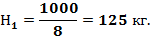 H₁ = 1000/8 = 125 кг.